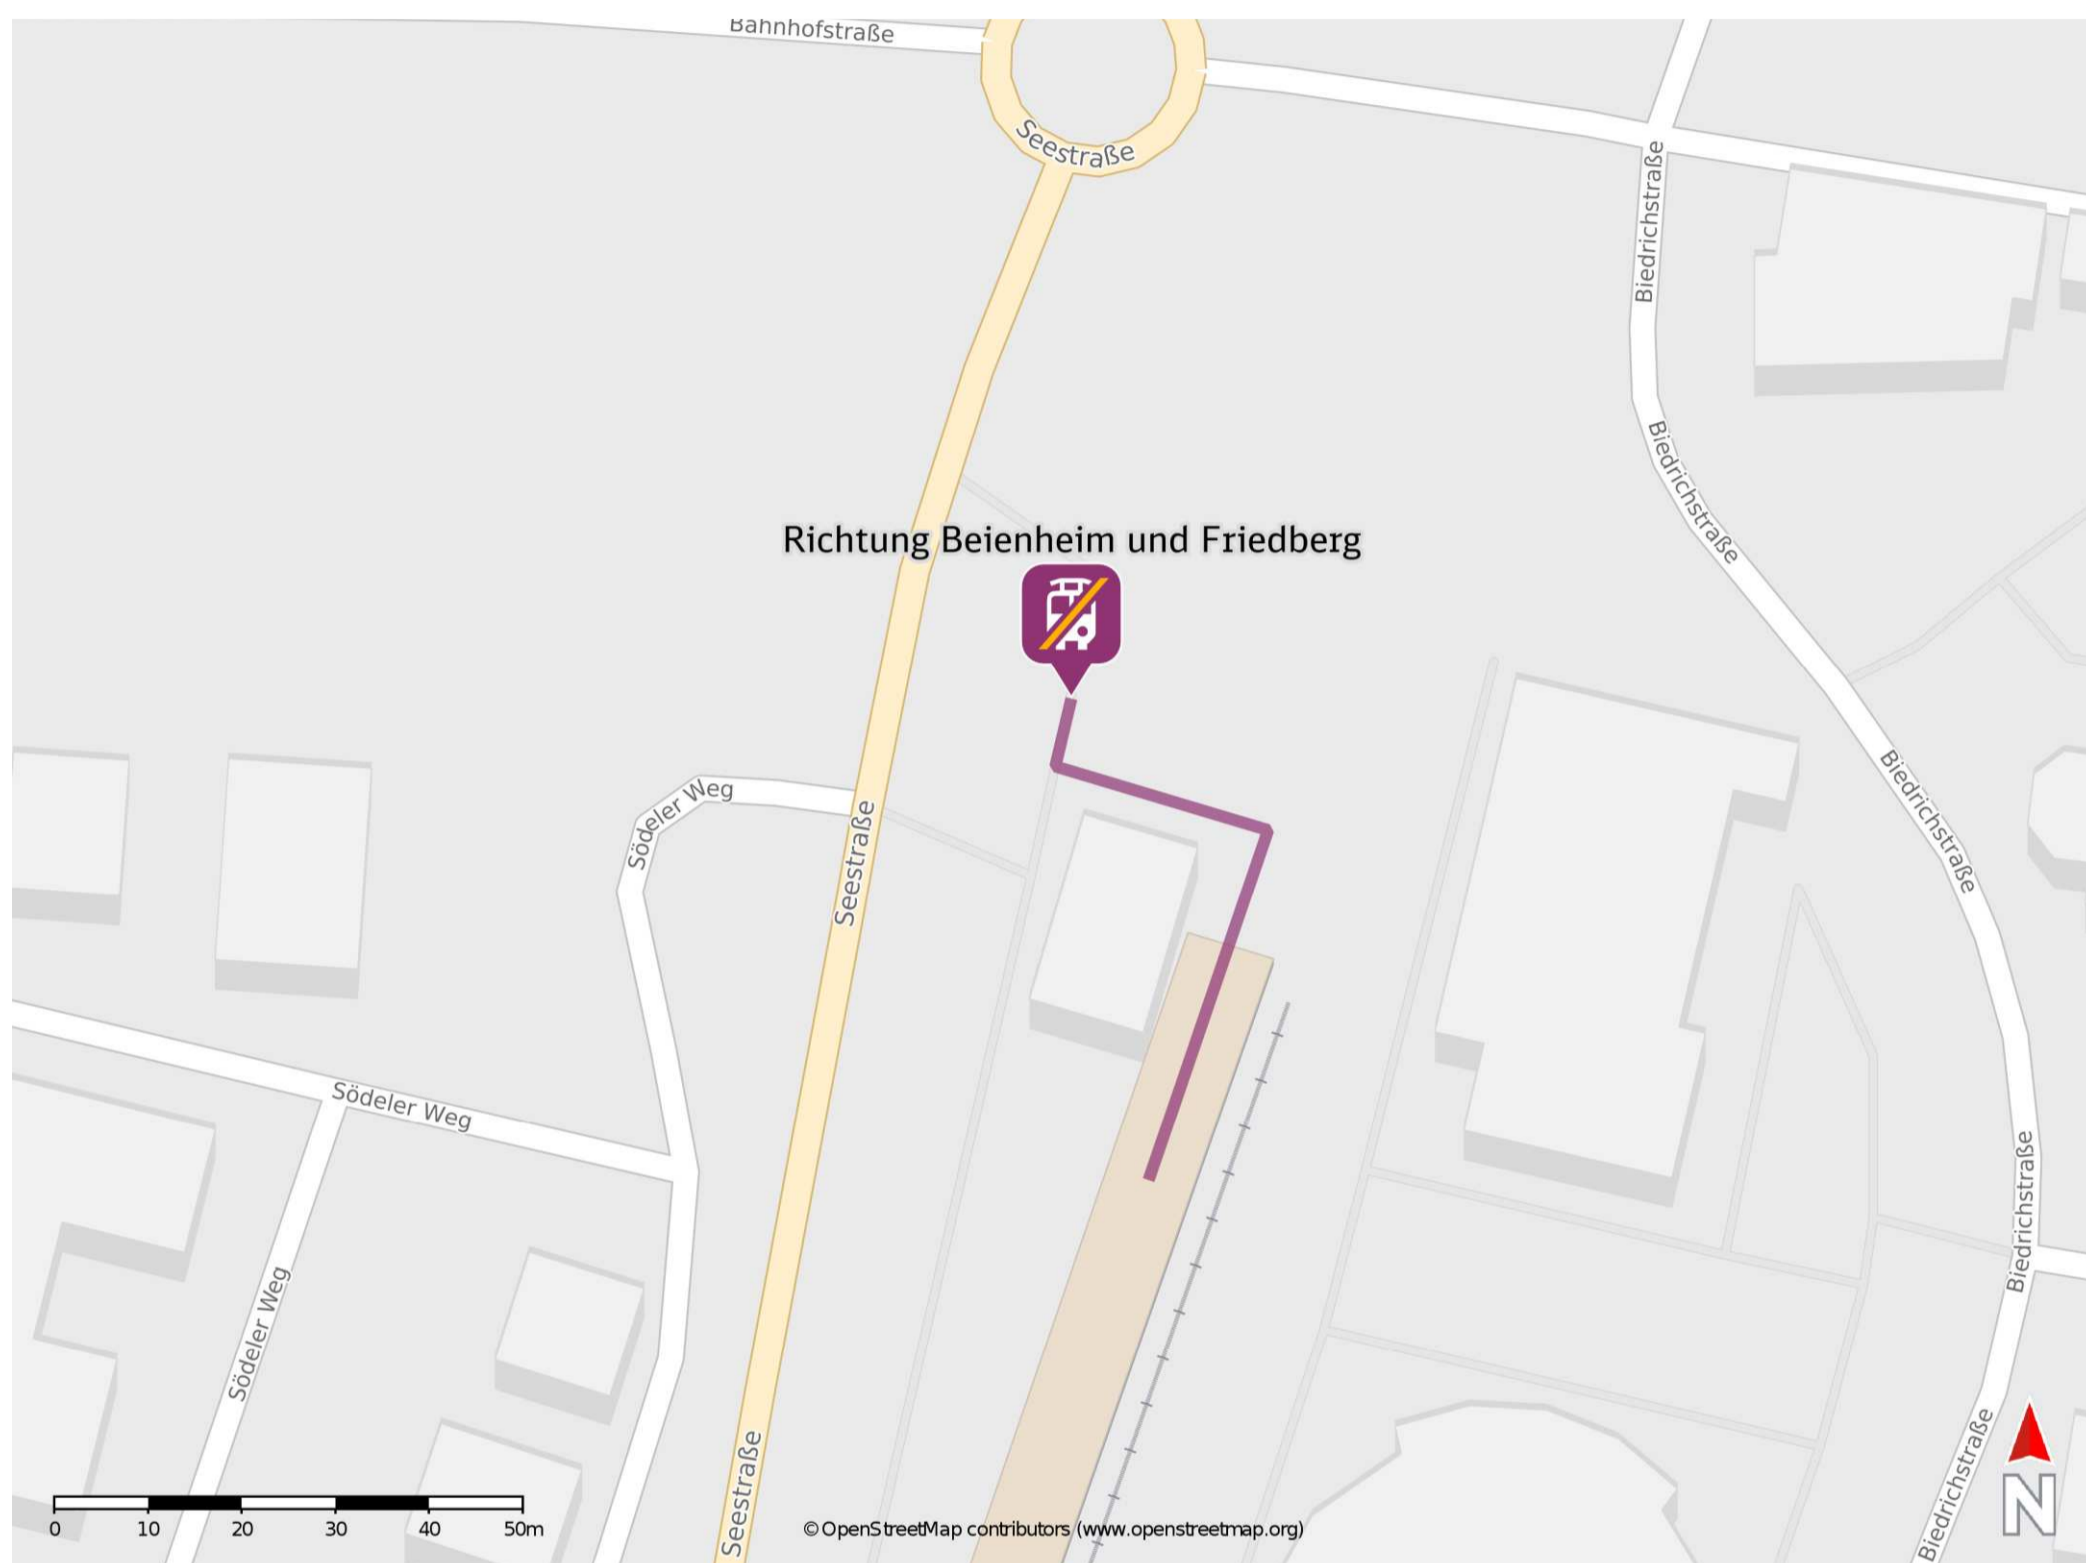 Bahnhofstraße
Seestraße
Biedrichstraße
Biedrichstraße
Richtung Beienheim und Friedberg
Södeler Weg
Seestraße
Biedrichstraße
Södeler Weg
Biedrichstraße
Södeler Weg
Seestraße
Biedrichstraße
N
0 10 20 30 40 50m
© OpenStreetMap contributors (www.openstreetmap.org)